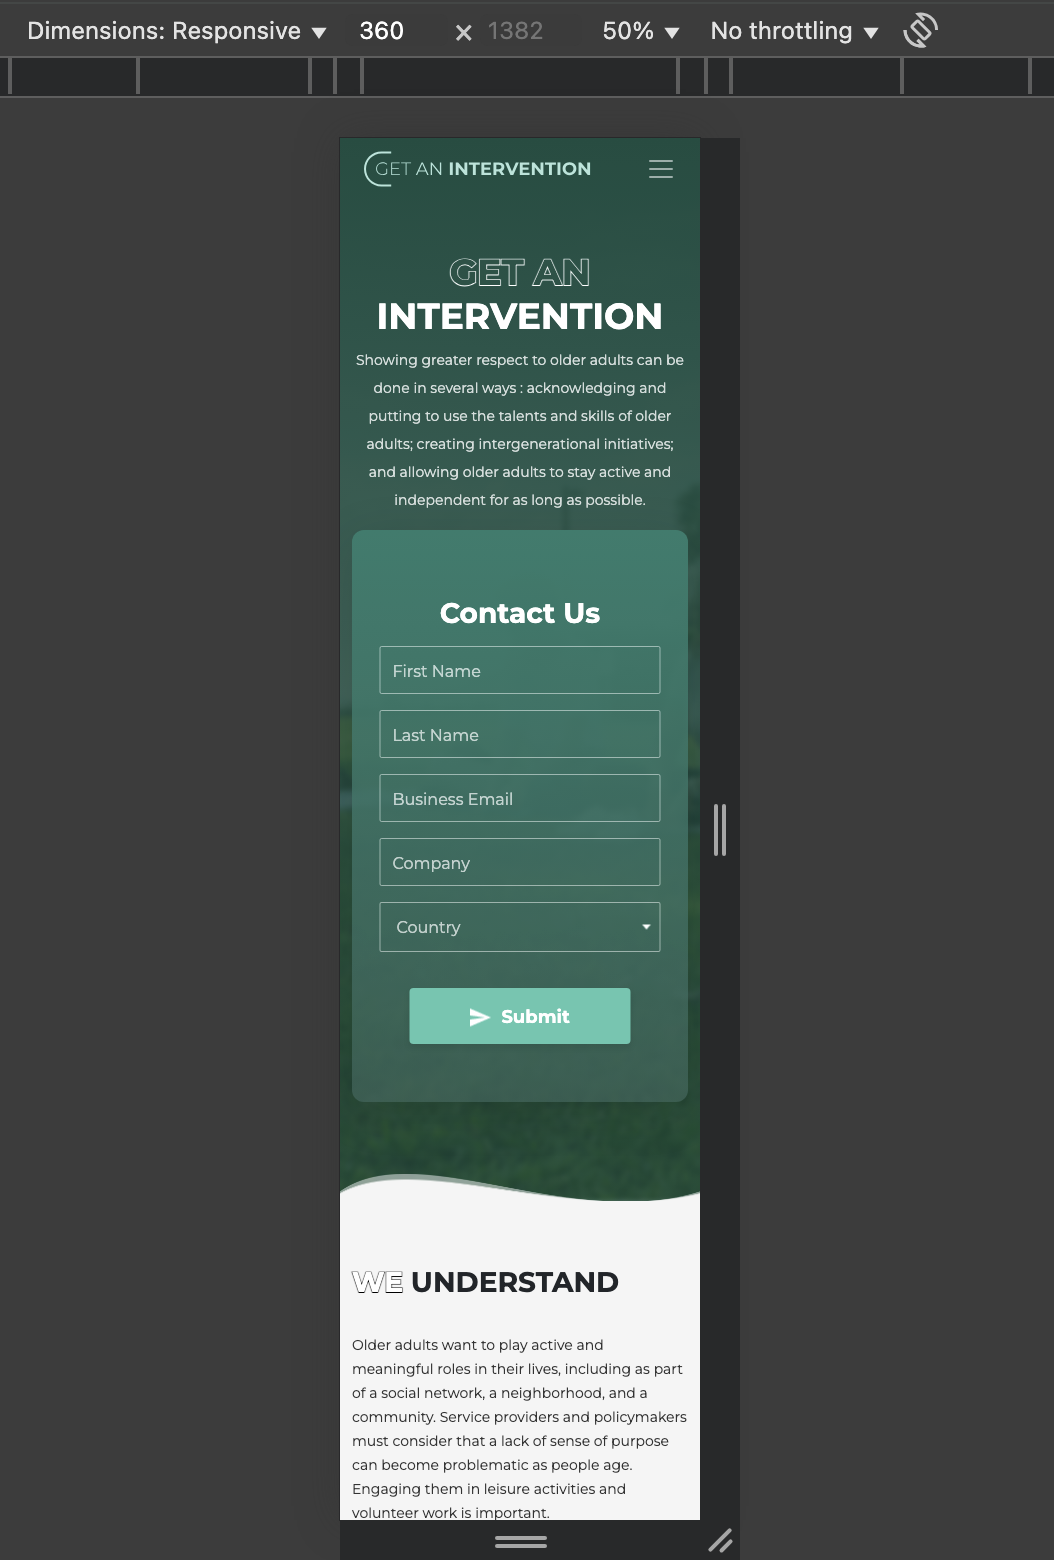 Dimensions: Responsive 360 × 1382 50% No throttling
GET AN INTERVENTION
GET AN
INTERVENTION
Showing greater respect to older adults can be
done in several ways : acknowledging and
putting to use the talents and skills of older
adults; creating intergenerational initiatives;
and allowing older adults to stay active and
independent for as long as possible.
Contact Us
First Name
Last Name
Business Email
Company
Country
Submit
WE UNDERSTAND
Older adults want to play active and
meaningful roles in their lives, including as part
of a social network, a neighborhood, and a
community. Service providers and policymakers
must consider that a lack of sense of purpose
can become problematic as people age.
Engaging them in leisure activities and
volunteer work is important.